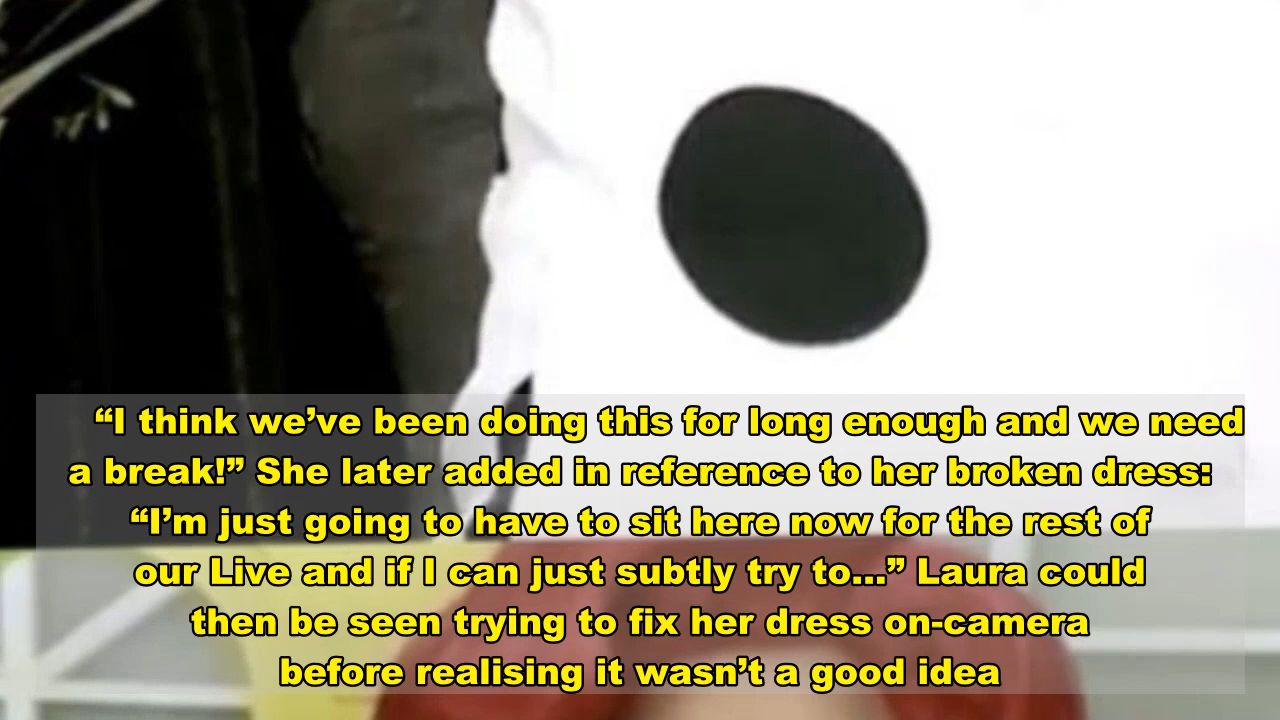 “I think we’ve been doing this for long enough and we need
a break!” She later added in reference to her broken dress:
“I’m just going to have to sit here now for the rest of
our Live and if I can just subtly try to…” Laura could
then be seen trying to fix her dress on-camera
before realising it wasn’t a good idea